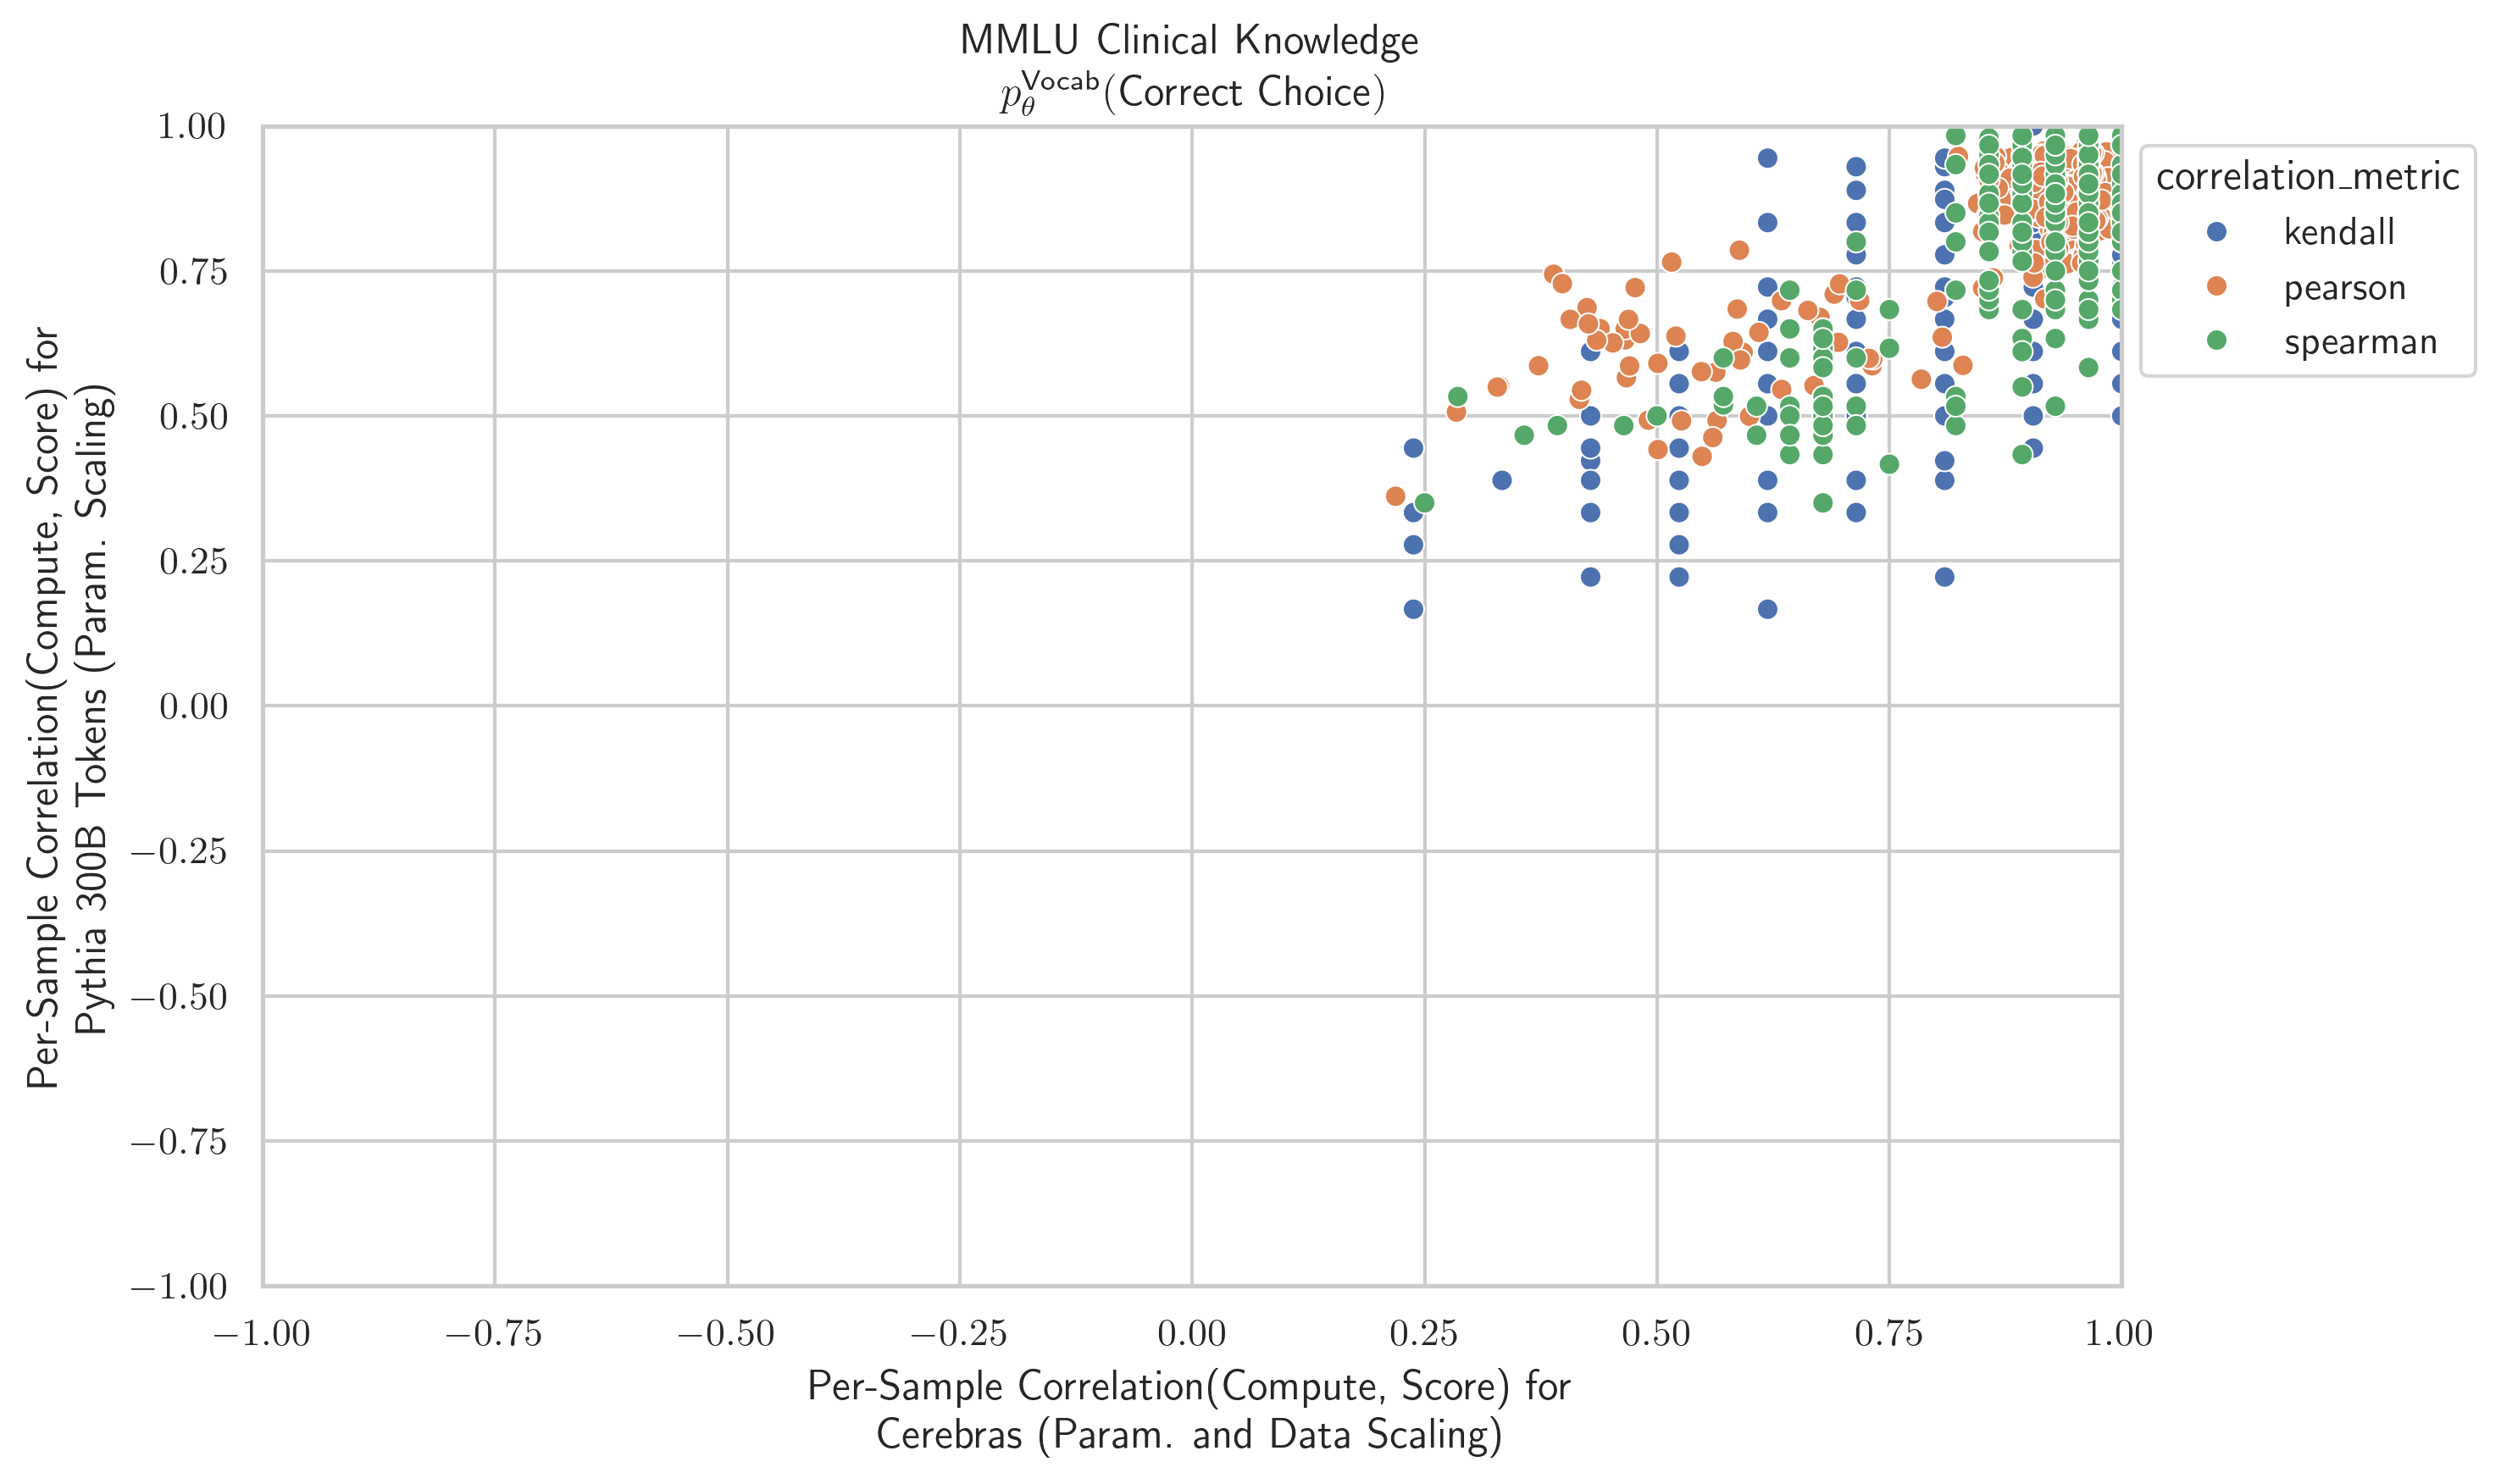 MMLU Clinical Knowledge
p_θ^Vocab(Correct Choice)
1.00
0.75
0.50
0.25
0.00
−0.25
−0.50
−0.75
−1.00
Per-Sample Correlation(Compute, Score) for
Pythia 300B Tokens (Param. Scaling)
−1.00 −0.75 −0.50 −0.25 0.00 0.25 0.50 0.75 1.00
Per-Sample Correlation(Compute, Score) for
Cerebras (Param. and Data Scaling)
correlation_metric
kendall
pearson
spearman